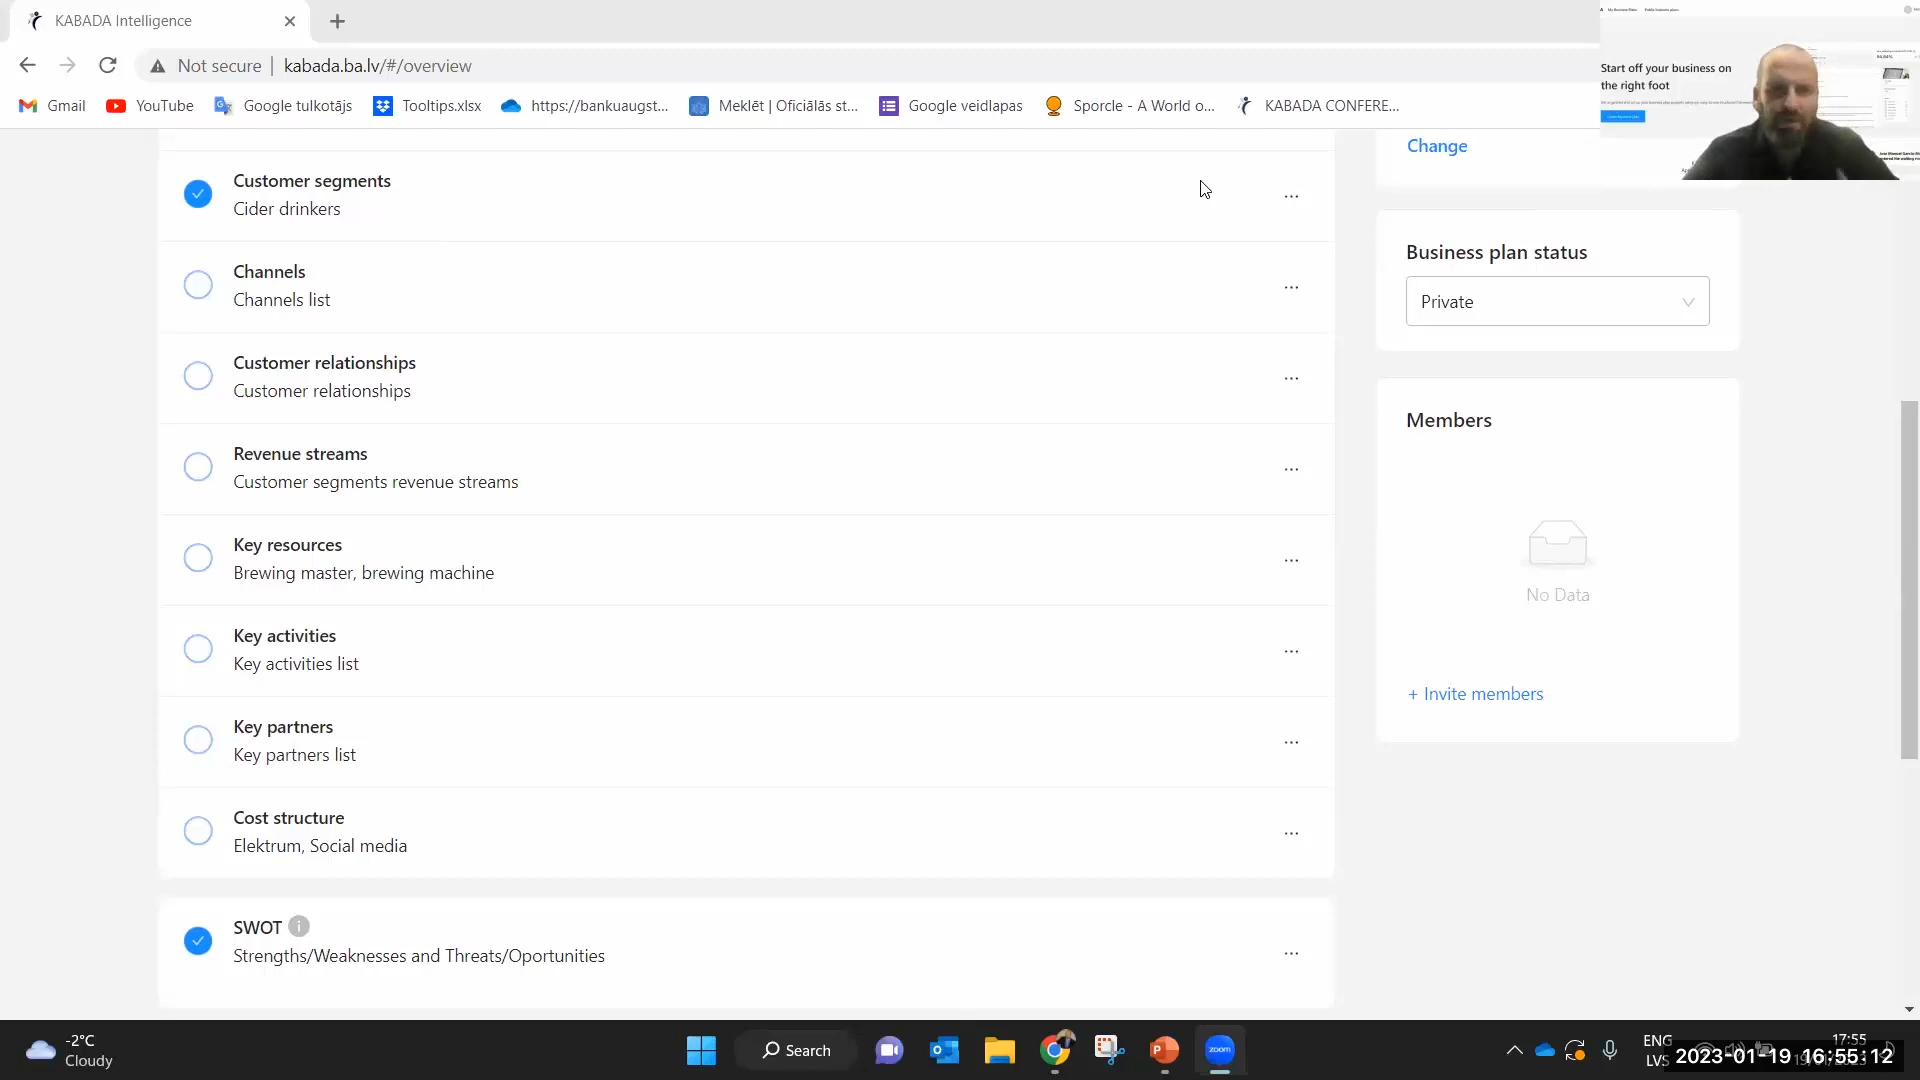 KABADA Intelligence
Not secure | kabada.ba.lv/#/overview
Gmail YouTube Google tulkotājs Tooltips.xlsx https://bankuaugst... Meklēt | Oficiālās st... Google veidlapas Sporcle - A World o... KABADA CONFERE...
Start off your business on
the right foot
Change
Customer segments
Cider drinkers
Channels
Channels list
Customer relationships
Customer relationships
Revenue streams
Customer segments revenue streams
Key resources
Brewing master, brewing machine
Key activities
Key activities list
Key partners
Key partners list
Cost structure
Elektrum, Social media
SWOT
Strengths/Weaknesses and Threats/Oportunities
Business plan status
Private
Members
No Data
+ Invite members
-2°C
Cloudy
Search
zoom
ENG
LVS
17:55
2023-01-19 16:55:12